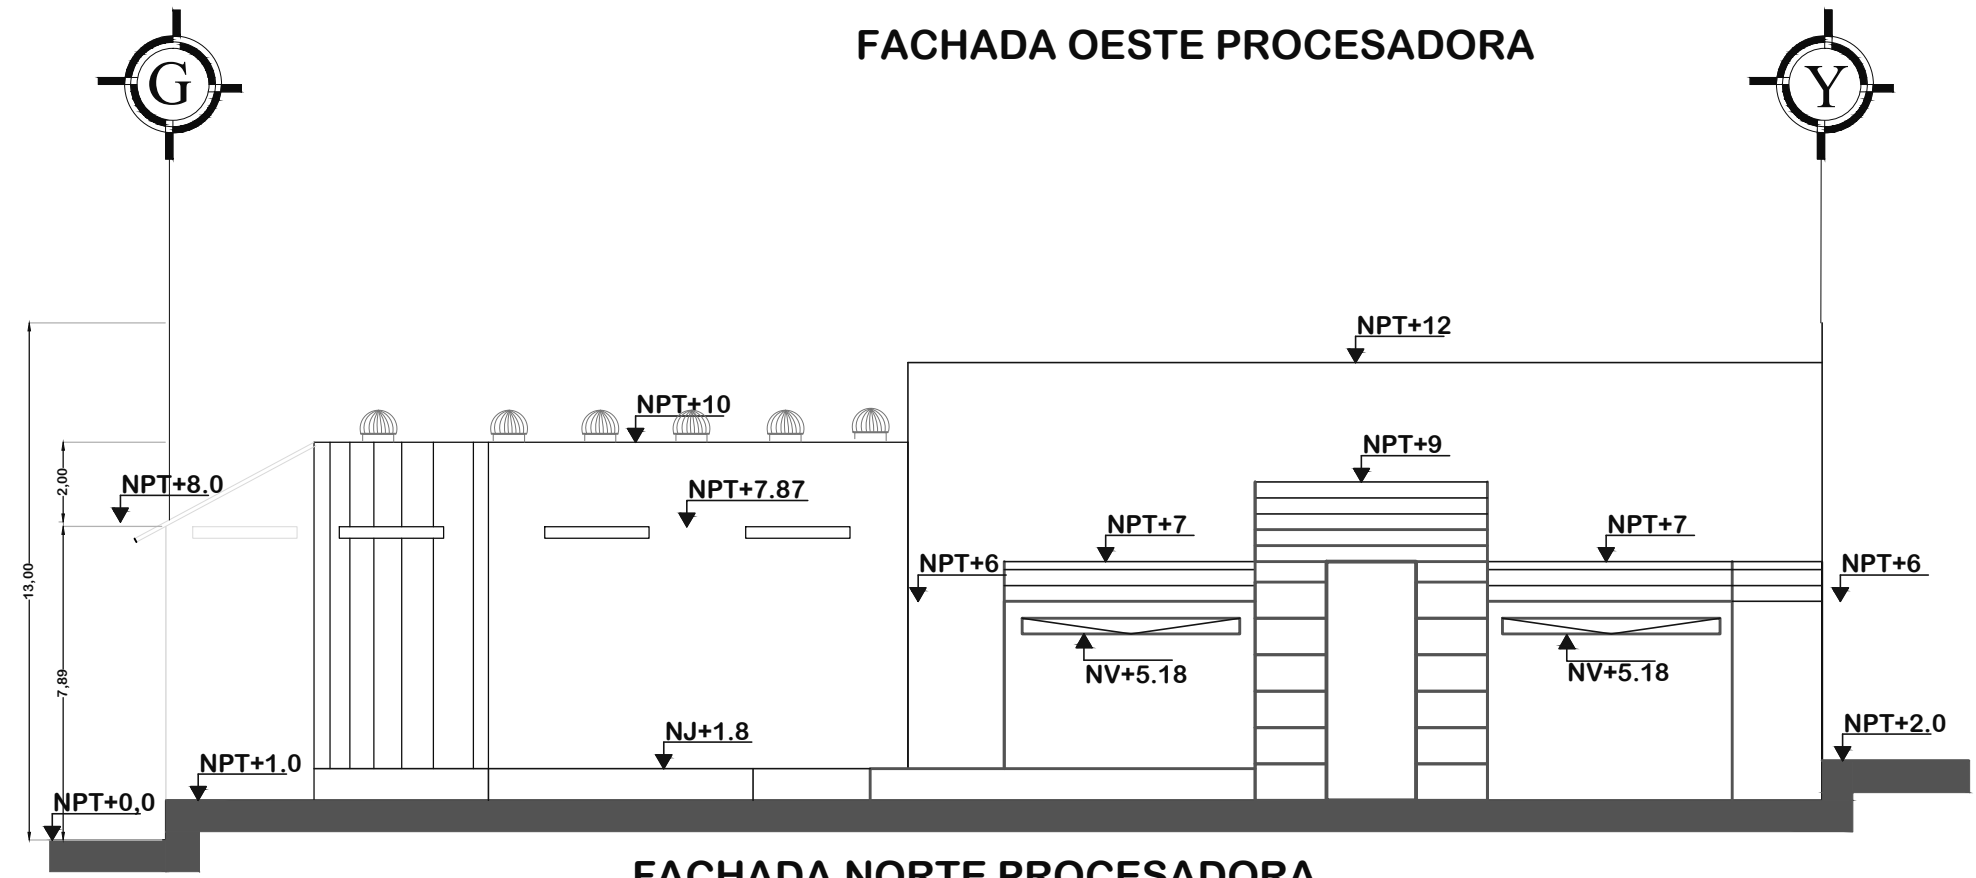 FACHADA OESTE PROCESADORA
G
Y
NPT+12
NPT+10
NPT+9
2,00
NPT+8.0
NPT+7.87
NPT+7
NPT+7
NPT+6
NPT+6
13,00
7,89
NV+5.18
NV+5.18
NJ+1.8
NPT+2.0
NPT+1.0
NPT+0,0
FACHADA NORTE PROCESADORA